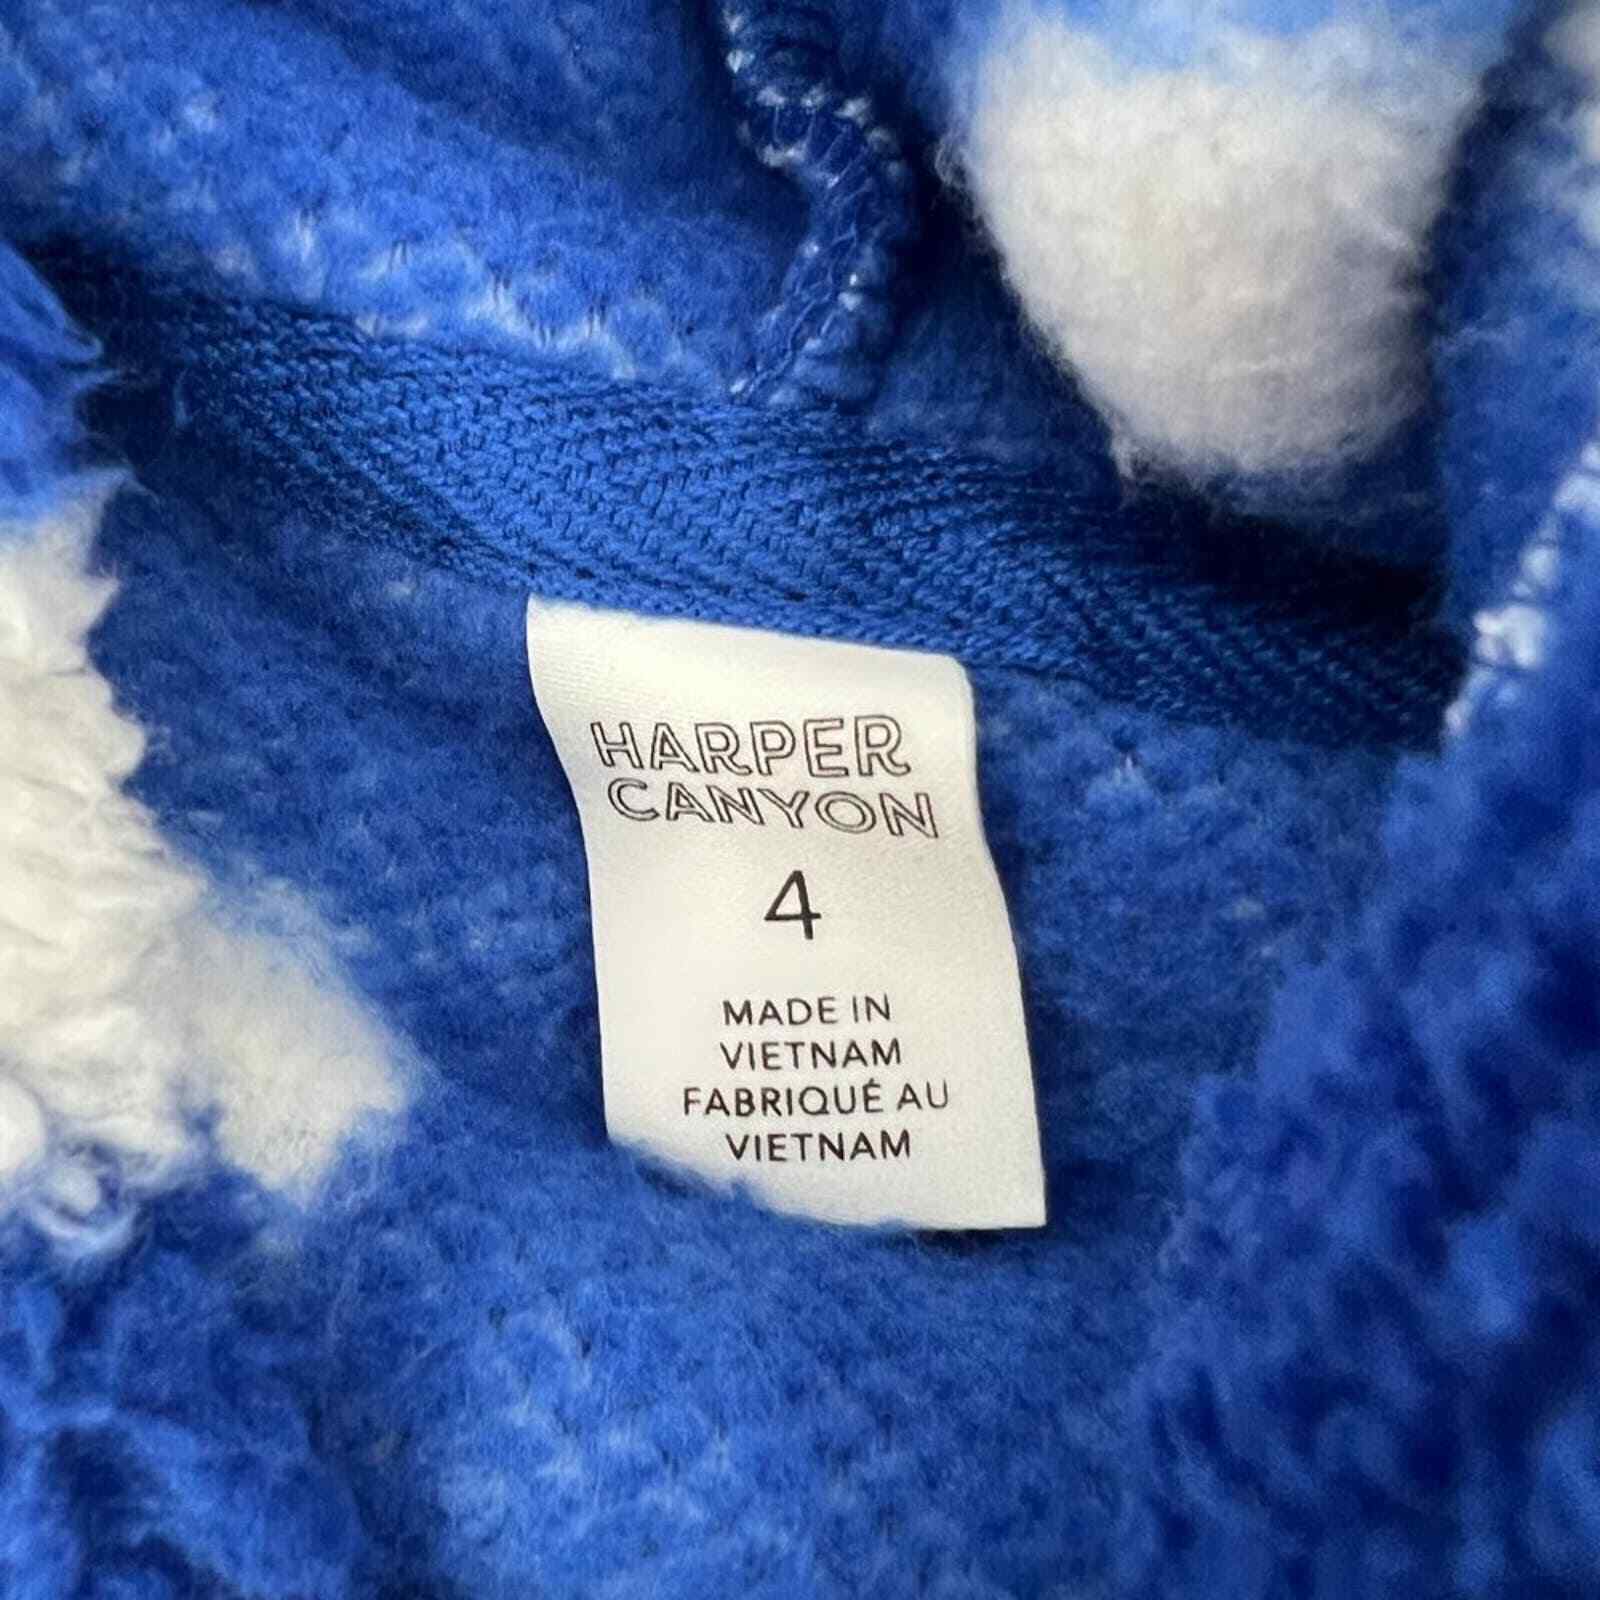 HARPER
CANYON
4
MADE IN
VIETNAM
FABRIQUÉ AU
VIETNAM